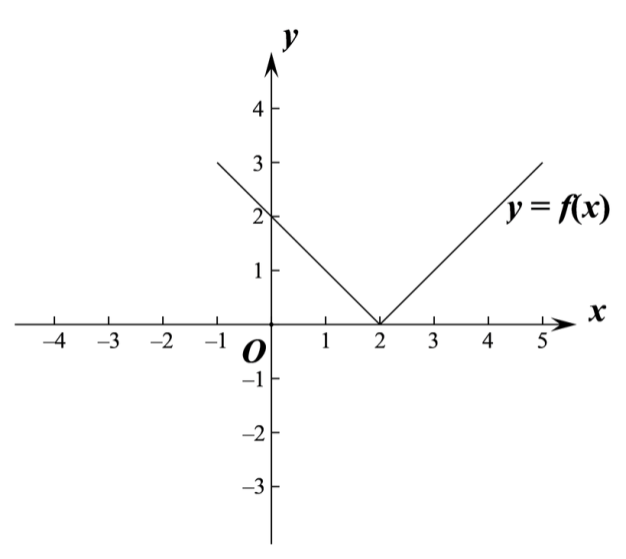 y
4
3
2
y = f(x)
1
x
–4 –3 –2 –1 O 1 2 3 4 5
–1
–2
–3